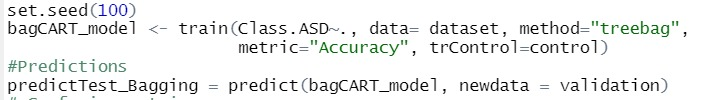 set.seed(100)
bagCART_model <- train(Class.ASD~., data= dataset, method="treebag",
metric="Accuracy", trControl=control)
#Predictions
predictTest_Bagging = predict(bagCART_model, newdata = validation)